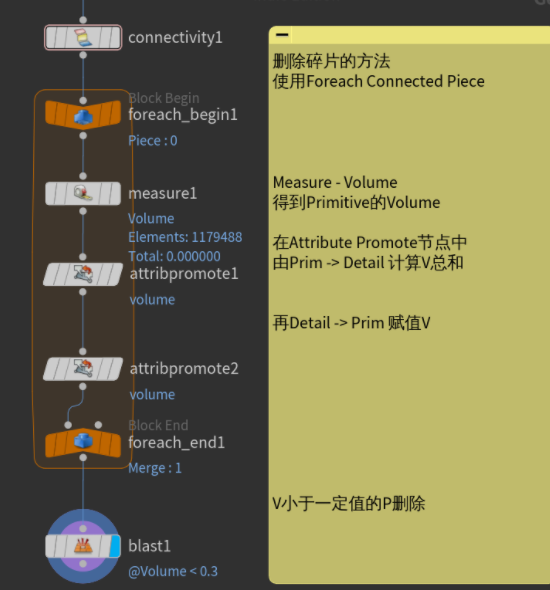 connectivity1
Block Begin
foreach_begin1
Piece : 0
measure1
Volume
Elements: 1179488
Total: 0.000000
attribpromote1
volume
attribpromote2
volume
Block End
foreach_end1
Merge : 1
blast1
@Volume < 0.3
删除碎片的方法
使用Foreach Connected Piece
Measure - Volume
得到Primitive的Volume
在Attribute Promote节点中
由Prim -> Detail 计算V总和
再Detail -> Prim 赋值V
V小于一定值的P删除